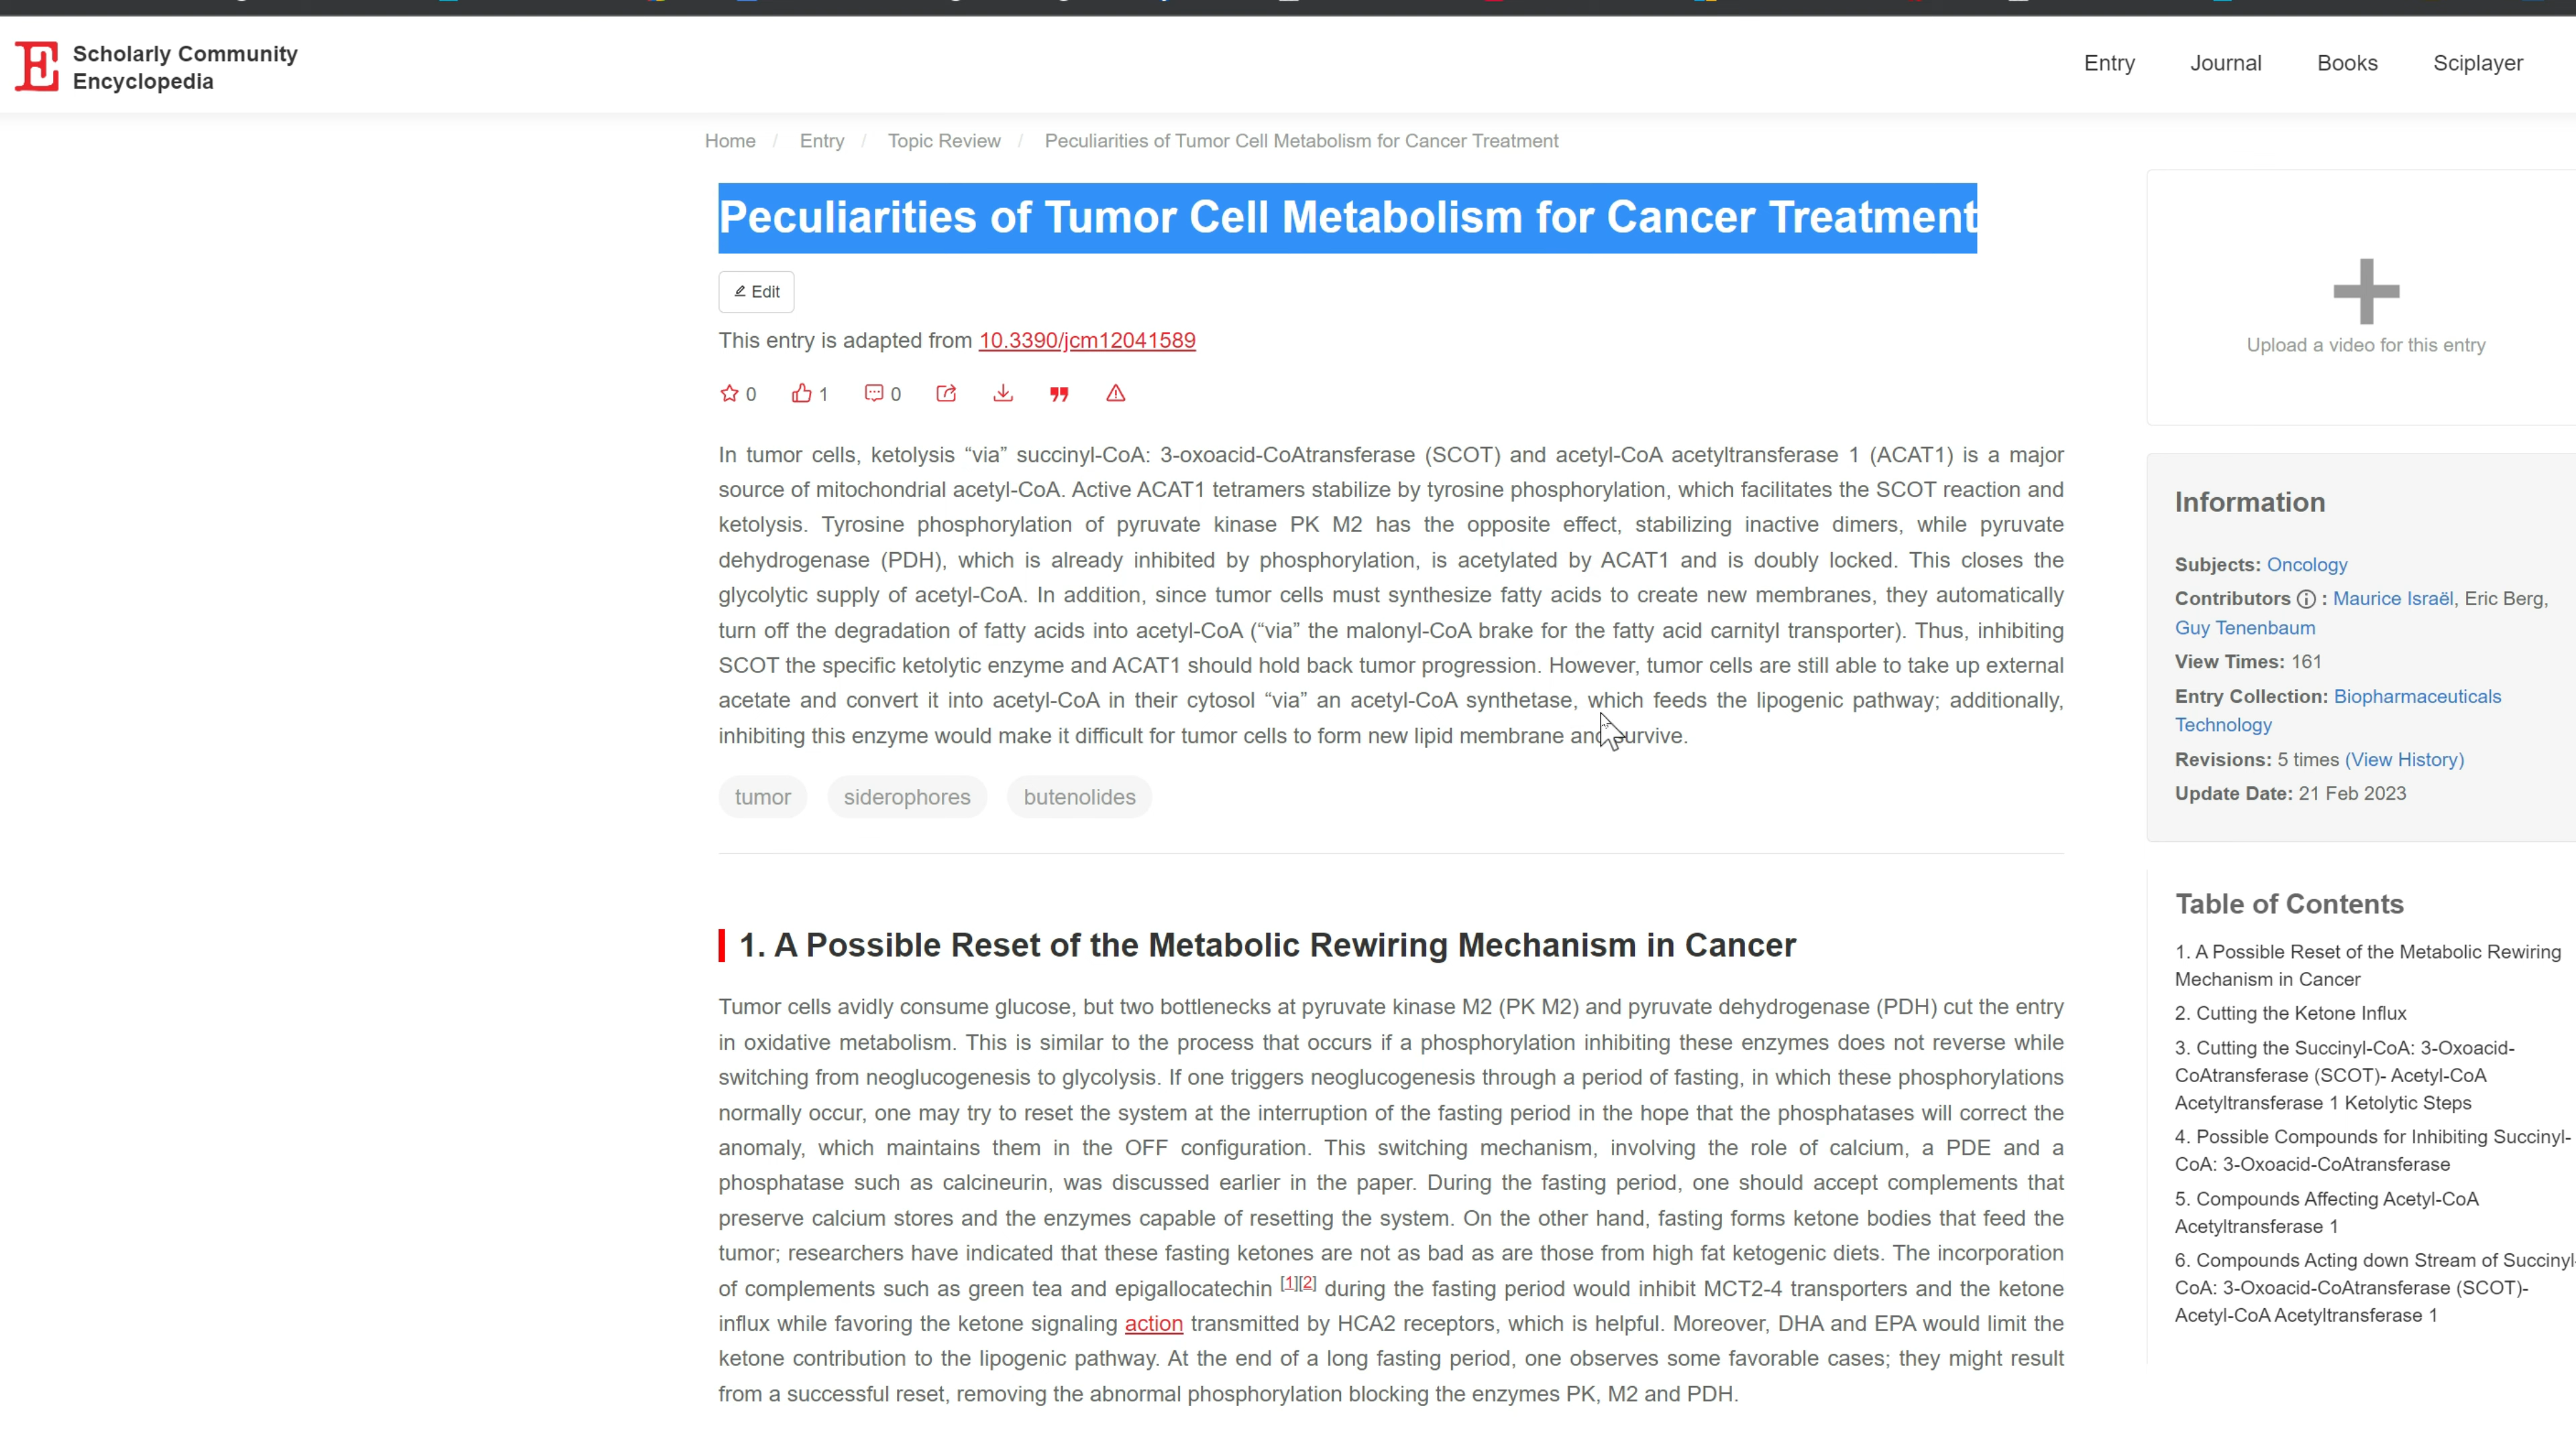 Scholarly Community
Encyclopedia
Entry Journal Books Sciplayer
Home / Entry / Topic Review / Peculiarities of Tumor Cell Metabolism for Cancer Treatment
Peculiarities of Tumor Cell Metabolism for Cancer Treatment
Edit
This entry is adapted from 10.3390/jcm12041589
0 1 0
In tumor cells, ketolysis “via” succinyl-CoA: 3-oxoacid-CoAtransferase (SCOT) and acetyl-CoA acetyltransferase 1 (ACAT1) is a major
source of mitochondrial acetyl-CoA. Active ACAT1 tetramers stabilize by tyrosine phosphorylation, which facilitates the SCOT reaction and
ketolysis. Tyrosine phosphorylation of pyruvate kinase PK M2 has the opposite effect, stabilizing inactive dimers, while pyruvate
dehydrogenase (PDH), which is already inhibited by phosphorylation, is acetylated by ACAT1 and is doubly locked. This closes the
glycolytic supply of acetyl-CoA. In addition, since tumor cells must synthesize fatty acids to create new membranes, they automatically
turn off the degradation of fatty acids into acetyl-CoA (“via” the malonyl-CoA brake for the fatty acid carnityl transporter). Thus, inhibiting
SCOT the specific ketolytic enzyme and ACAT1 should hold back tumor progression. However, tumor cells are still able to take up external
acetate and convert it into acetyl-CoA in their cytosol “via” an acetyl-CoA synthetase, which feeds the lipogenic pathway; additionally,
inhibiting this enzyme would make it difficult for tumor cells to form new lipid membrane and survive.
tumor siderophores butenolides
1. A Possible Reset of the Metabolic Rewiring Mechanism in Cancer
Tumor cells avidly consume glucose, but two bottlenecks at pyruvate kinase M2 (PK M2) and pyruvate dehydrogenase (PDH) cut the entry
in oxidative metabolism. This is similar to the process that occurs if a phosphorylation inhibiting these enzymes does not reverse while
switching from neoglucogenesis to glycolysis. If one triggers neoglucogenesis through a period of fasting, in which these phosphorylations
normally occur, one may try to reset the system at the interruption of the fasting period in the hope that the phosphatases will correct the
anomaly, which maintains them in the OFF configuration. This switching mechanism, involving the role of calcium, a PDE and a
phosphatase such as calcineurin, was discussed earlier in the paper. During the fasting period, one should accept complements that
preserve calcium stores and the enzymes capable of resetting the system. On the other hand, fasting forms ketone bodies that feed the
tumor; researchers have indicated that these fasting ketones are not as bad as are those from high fat ketogenic diets. The incorporation
of complements such as green tea and epigallocatechin [1][2] during the fasting period would inhibit MCT2-4 transporters and the ketone
influx while favoring the ketone signaling action transmitted by HCA2 receptors, which is helpful. Moreover, DHA and EPA would limit the
ketone contribution to the lipogenic pathway. At the end of a long fasting period, one observes some favorable cases; they might result
from a successful reset, removing the abnormal phosphorylation blocking the enzymes PK, M2 and PDH.
Upload a video for this entry
Information
Subjects: Oncology
Contributors : Maurice Israël, Eric Berg,
Guy Tenenbaum
View Times: 161
Entry Collection: Biopharmaceuticals
Technology
Revisions: 5 times (View History)
Update Date: 21 Feb 2023
Table of Contents
1. A Possible Reset of the Metabolic Rewiring
Mechanism in Cancer
2. Cutting the Ketone Influx
3. Cutting the Succinyl-CoA: 3-Oxoacid-
CoAtransferase (SCOT)- Acetyl-CoA
Acetyltransferase 1 Ketolytic Steps
4. Possible Compounds for Inhibiting Succinyl-
CoA: 3-Oxoacid-CoAtransferase
5. Compounds Affecting Acetyl-CoA
Acetyltransferase 1
6. Compounds Acting down Stream of Succinyl-
CoA: 3-Oxoacid-CoAtransferase (SCOT)-
Acetyl-CoA Acetyltransferase 1